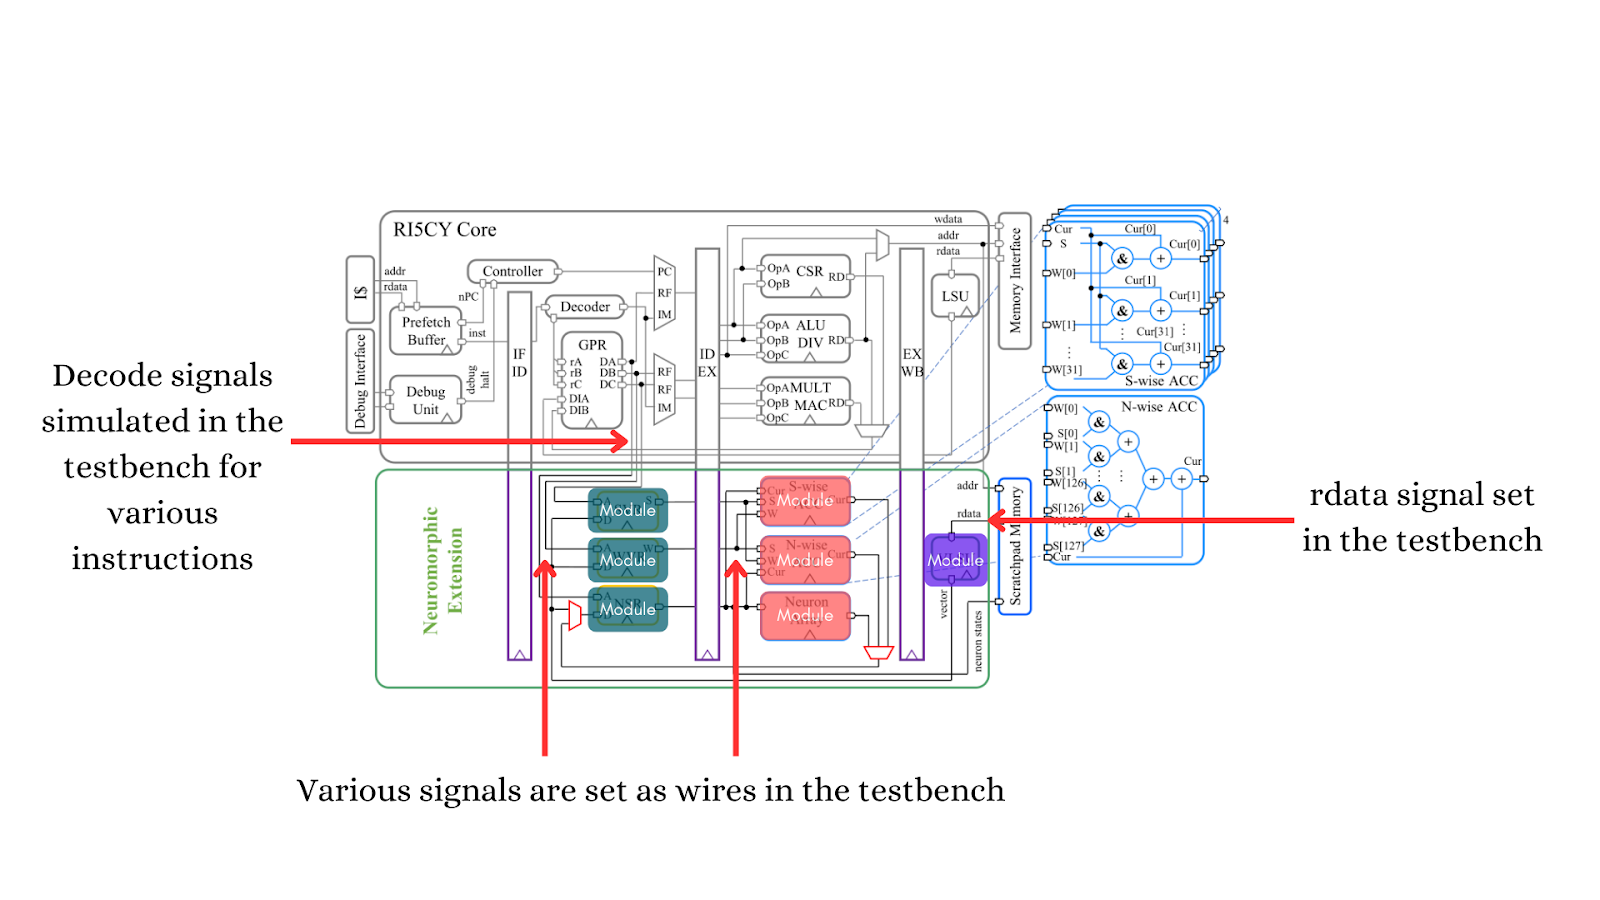 RI5CY Core
wdata
addr
rdata
Controller
PC
RF
IM
CSR
OpA
OpB
RD
LSU
Memory Interface
I$
addr
rdata
nPC
Prefetch
Buffer
inst
Decoder
GPR
rA
rB
rC
DIA
DIB
DA
DB
DC
RF
RF
IM
IF
ID
ID
EX
EX
WB
OpA
OpB
OpC
ALU
DIV
OpA
OpB
OpC
MULT
MAC
RD
Debug Interface
Debug
Unit
debug
halt
Cur
S
W[0]
W[1]
W[31]
Cur[0]
Cur[0]
Cur[1]
Cur[1]
Cur[31]
Cur[31]
&
+
&
+
&
+
4
S-wise ACC
N-wise ACC
W[0]
S[0]
W[1]
S[1]
W[126]
S[126]
S[127]
Cur
&
&
&
&
+
+
+
+
Cur
Decode signals
simulated in the
testbench for
various
instructions
Neuromorphic
Extension
A
S
Module
D
A
W
Module
D
A
NSR
Module
D
Cur
S
W
S-wise
Module
Cur
S
W
Cur
N-wise
Module
Cur
Neuron
Module
Array
Module
addr
rdata
vector
neuron states
Scratchpad Memory
rdata signal set
in the testbench
Various signals are set as wires in the testbench